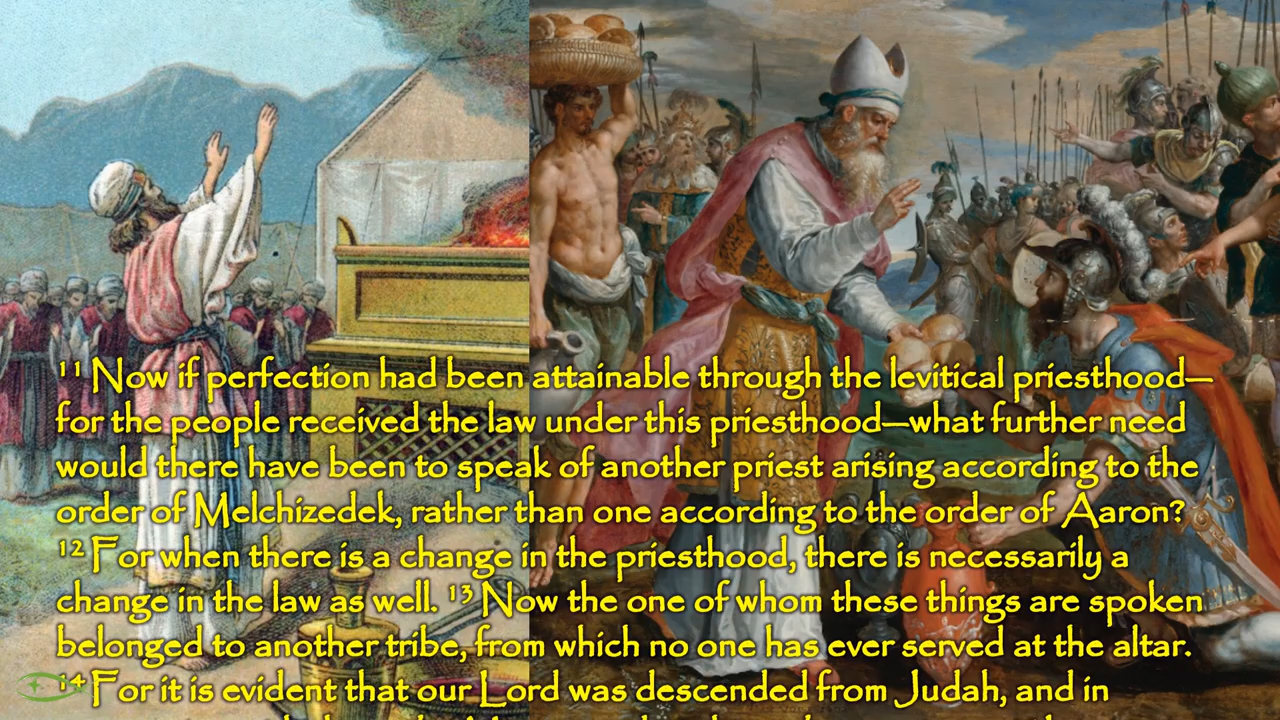 ¹¹ Now if perfection had been attainable through the levitical priesthood—
for the people received the law under this priesthood—what further need
would there have been to speak of another priest arising according to the
order of Melchizedek, rather than one according to the order of Aaron?
¹² For when there is a change in the priesthood, there is necessarily a
change in the law as well. ¹³ Now the one of whom these things are spoken
belonged to another tribe, from which no one has ever served at the altar.
¹⁴ For it is evident that our Lord was descended from Judah, and in